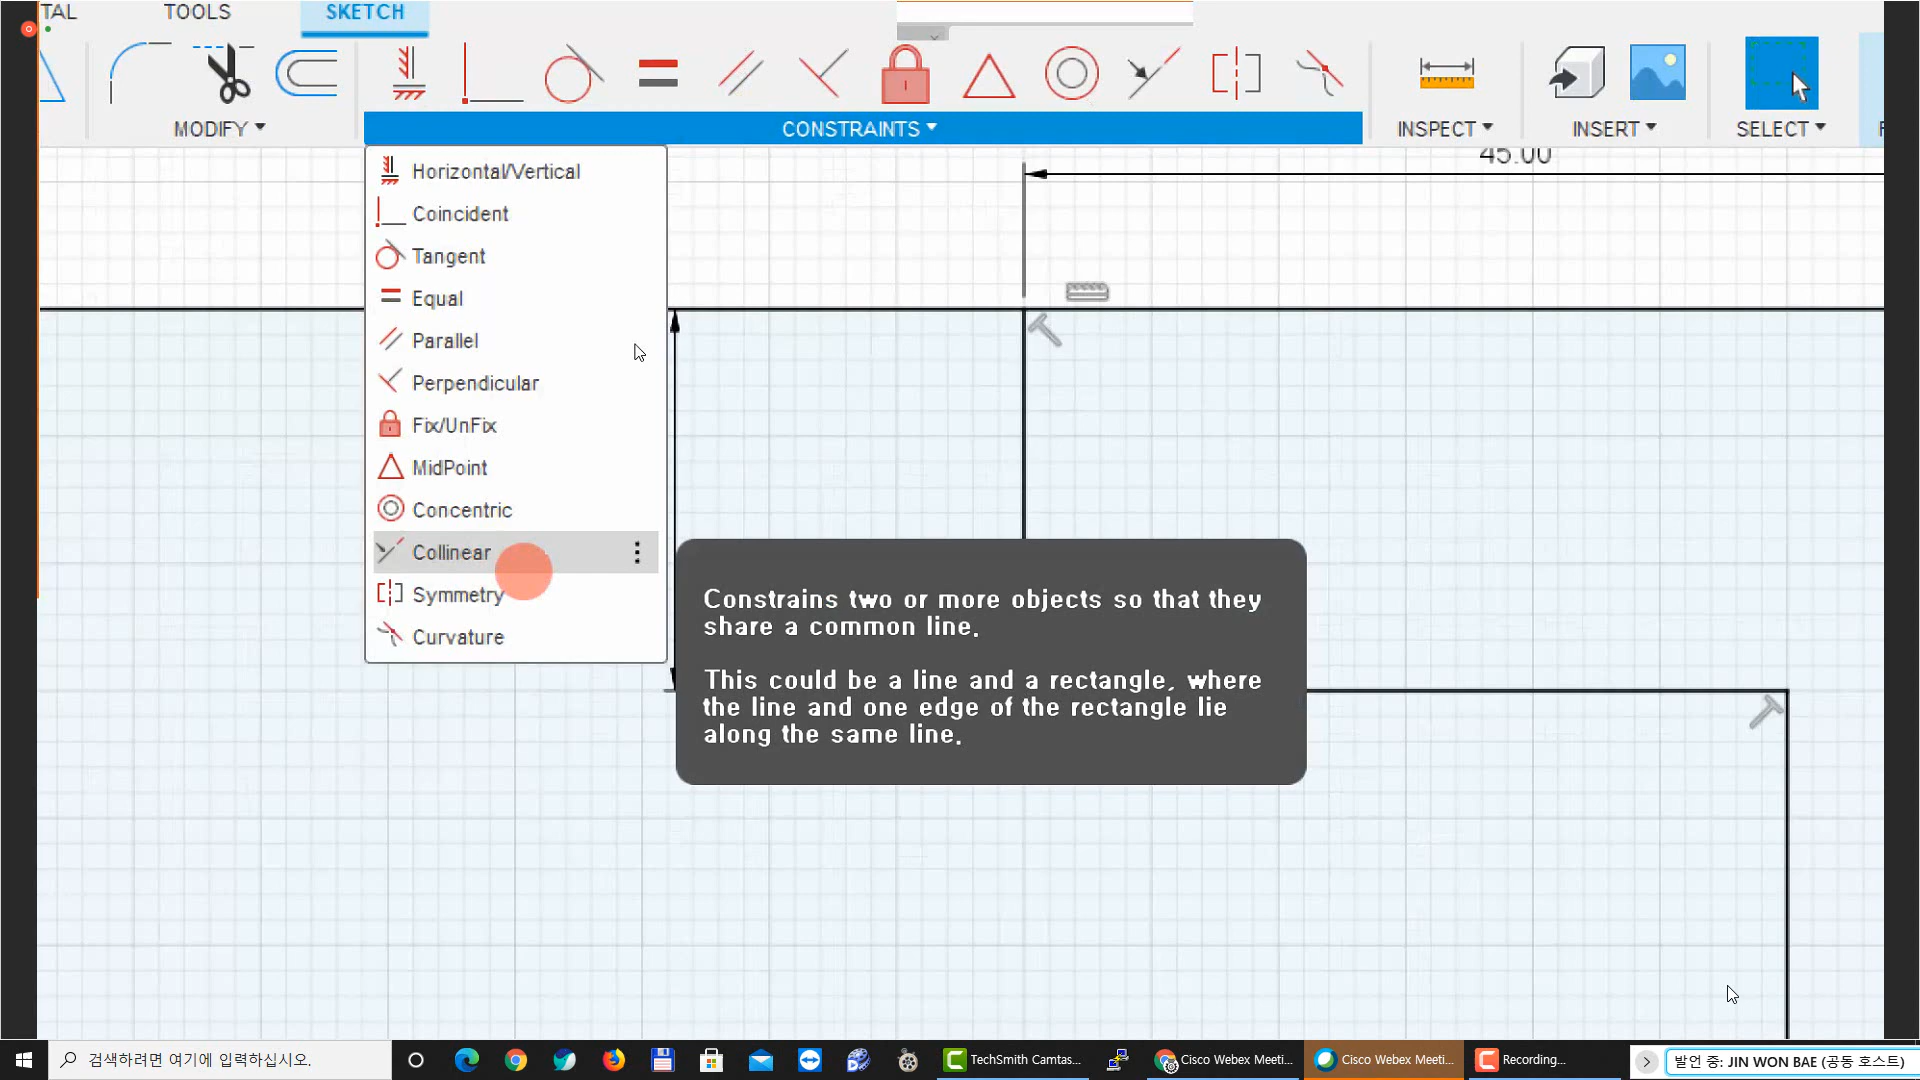 TAL
TOOLS
SKETCH
MODIFY
CONSTRAINTS
INSPECT
INSERT
SELECT
45.00
Horizontal/Vertical
Coincident
Tangent
Equal
Parallel
Perpendicular
Fix/UnFix
MidPoint
Concentric
Collinear
Symmetry
Curvature
Constrains two or more objects so that they
share a common line.
This could be a line and a rectangle, where
the line and one edge of the rectangle lie
along the same line.
검색하려면 여기에 입력하십시오.
TechSmith Camtas...
Cisco Webex Meeti...
Cisco Webex Meeti...
Recording...
발언 중: JIN WON BAE (공동 호스트)